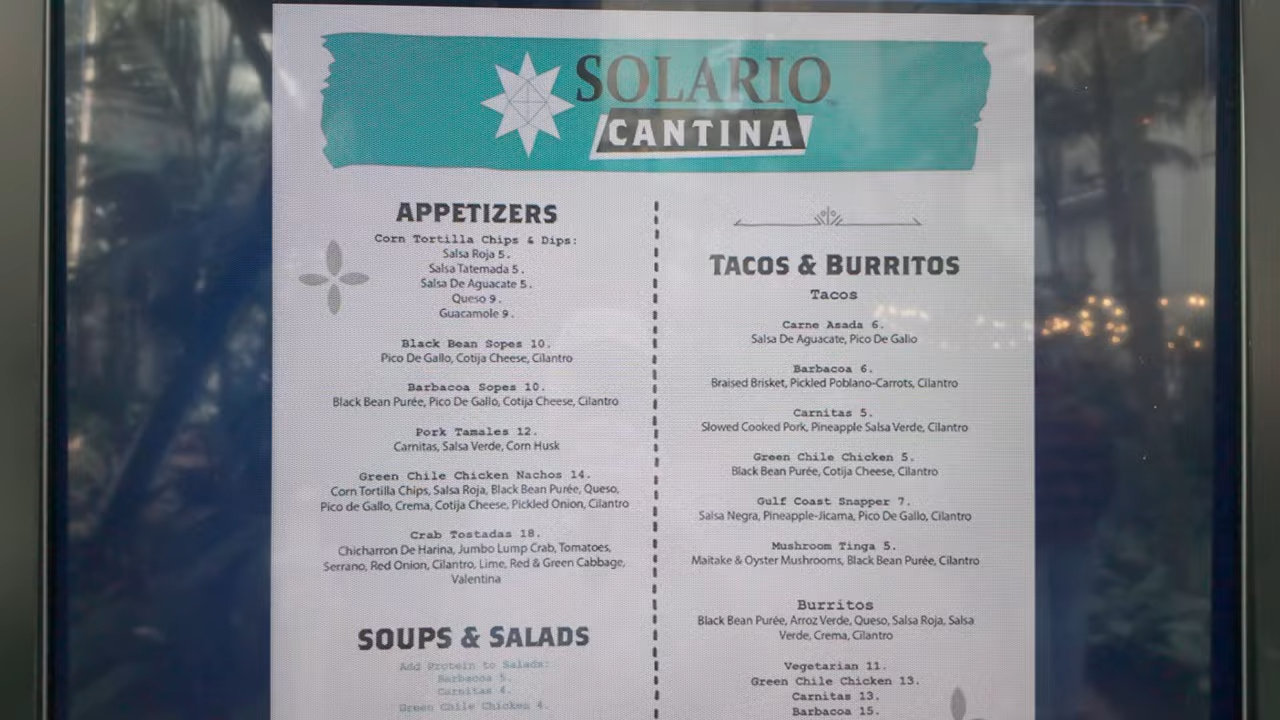 SOLARIO
CANTINA
APPETIZERS
Corn Tortilla Chips & Dips:
Salsa Roja 5.
Salsa Tatemada 5.
Salsa De Aguacate 5.
Queso 9.
Guacamole 9.
Black Bean Sopes 10.
Pico De Gallo, Cotija Cheese, Cilantro
Barbacoa Sopes 10.
Black Bean Purée, Pico De Gallo, Cotija Cheese, Cilantro
Pork Tamales 12.
Carnitas, Salsa Verde, Corn Husk
Green Chile Chicken Nachos 14.
Corn Tortilla Chips, Salsa Roja, Black Bean Purée, Queso,
Pico de Gallo, Crema, Cotija Cheese, Pickled Onion, Cilantro
Crab Tostadas 18.
Chicharron De Harina, Jumbo Lump Crab, Tomatoes,
Serrano, Red Onion, Cilantro, Lime, Red & Green Cabbage,
Valentina
SOUPS & SALADS
Add Protein to Salads:
Barbacoa 5.
Carnitas 4.
Green Chile Chicken 4.
TACOS & BURRITOS
Tacos
Carne Asada 6.
Salsa De Aguacate, Pico De Gallo
Barbacoa 6.
Braised Brisket, Pickled Poblano-Carrots, Cilantro
Carnitas 5.
Slowed Cooked Pork, Pineapple Salsa Verde, Cilantro
Green Chile Chicken 5.
Black Bean Purée, Cotija Cheese, Cilantro
Gulf Coast Snapper 7.
Salsa Negra, Pineapple-Jicama, Pico De Gallo, Cilantro
Mushroom Tinga 5.
Maitake & Oyster Mushrooms, Black Bean Purée, Cilantro
Burritos
Black Bean Purée, Arroz Verde, Queso, Salsa Roja, Salsa
Verde, Crema, Cilantro
Vegetarian 11.
Green Chile Chicken 13.
Carnitas 13.
Barbacoa 15.